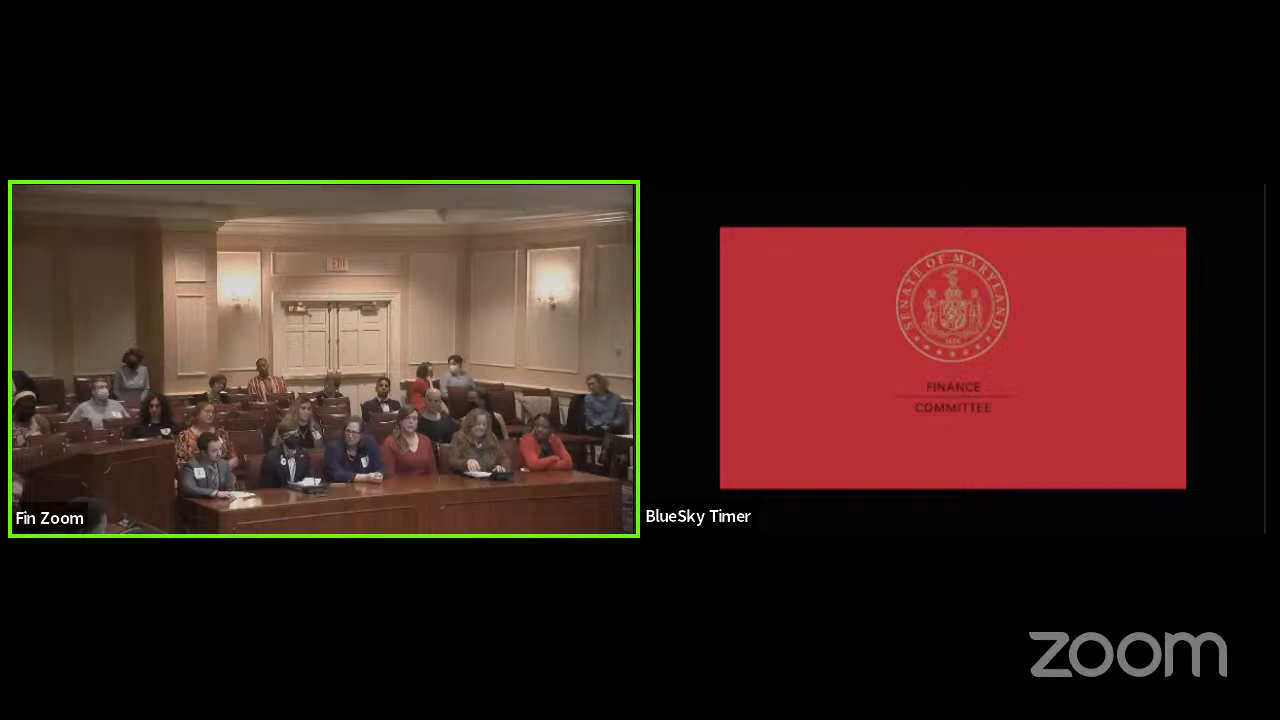 EXIT
Fin Zoom
SENATE OF MARYLAND
FINANCE
COMMITTEE
BlueSky Timer
zoom